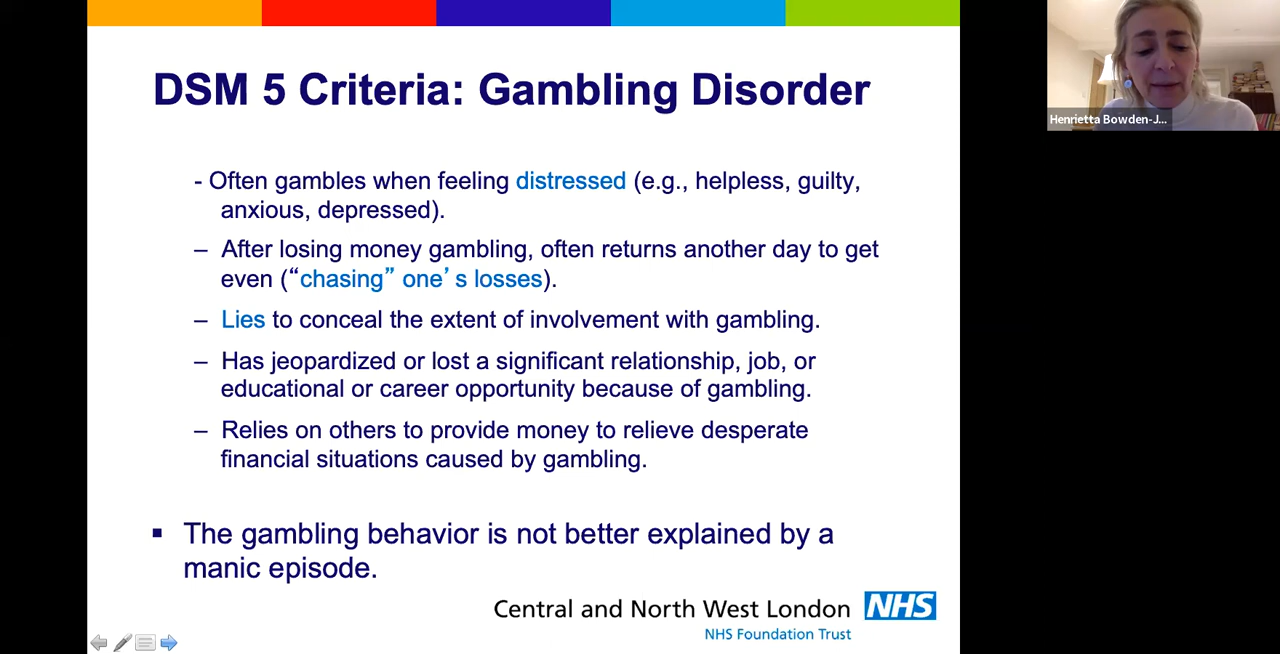 DSM 5 Criteria: Gambling Disorder
Henrietta Bowden-J...
- Often gambles when feeling distressed (e.g., helpless, guilty,
anxious, depressed).
– After losing money gambling, often returns another day to get
even (“chasing” one’s losses).
– Lies to conceal the extent of involvement with gambling.
– Has jeopardized or lost a significant relationship, job, or
educational or career opportunity because of gambling.
– Relies on others to provide money to relieve desperate
financial situations caused by gambling.
▪ The gambling behavior is not better explained by a
manic episode.
Central and North West London NHS
NHS Foundation Trust